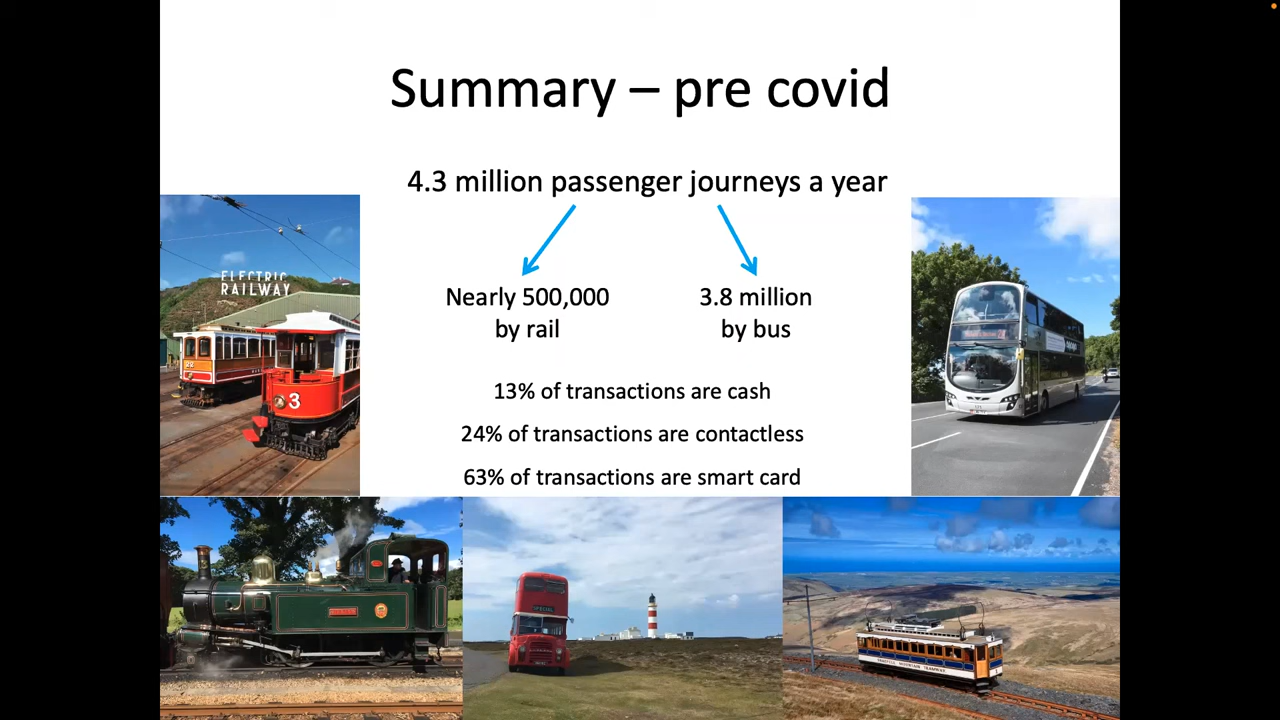 Summary – pre covid
4.3 million passenger journeys a year
Nearly 500,000
by rail
3.8 million
by bus
13% of transactions are cash
24% of transactions are contactless
63% of transactions are smart card
ELECTRIC
RAILWAY
22
3
SPECIAL